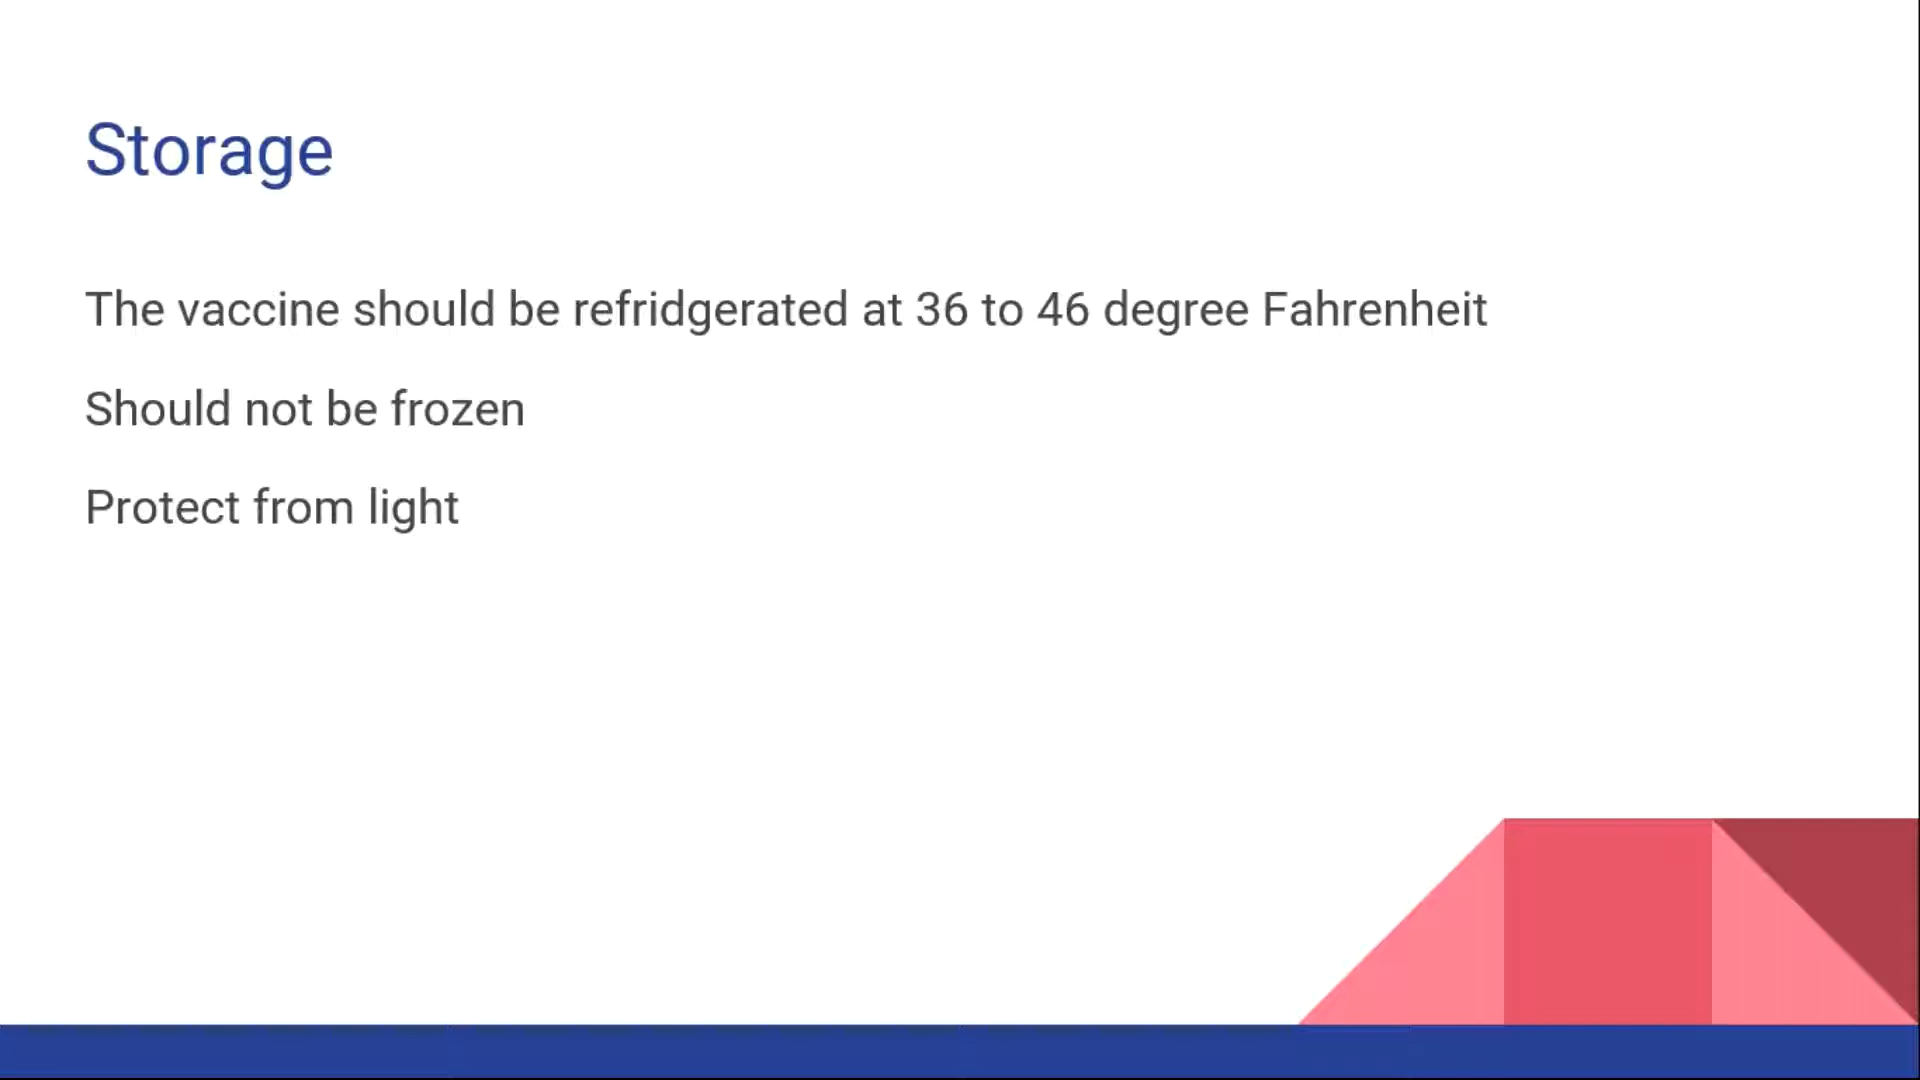 Storage
The vaccine should be refridgerated at 36 to 46 degree Fahrenheit
Should not be frozen
Protect from light